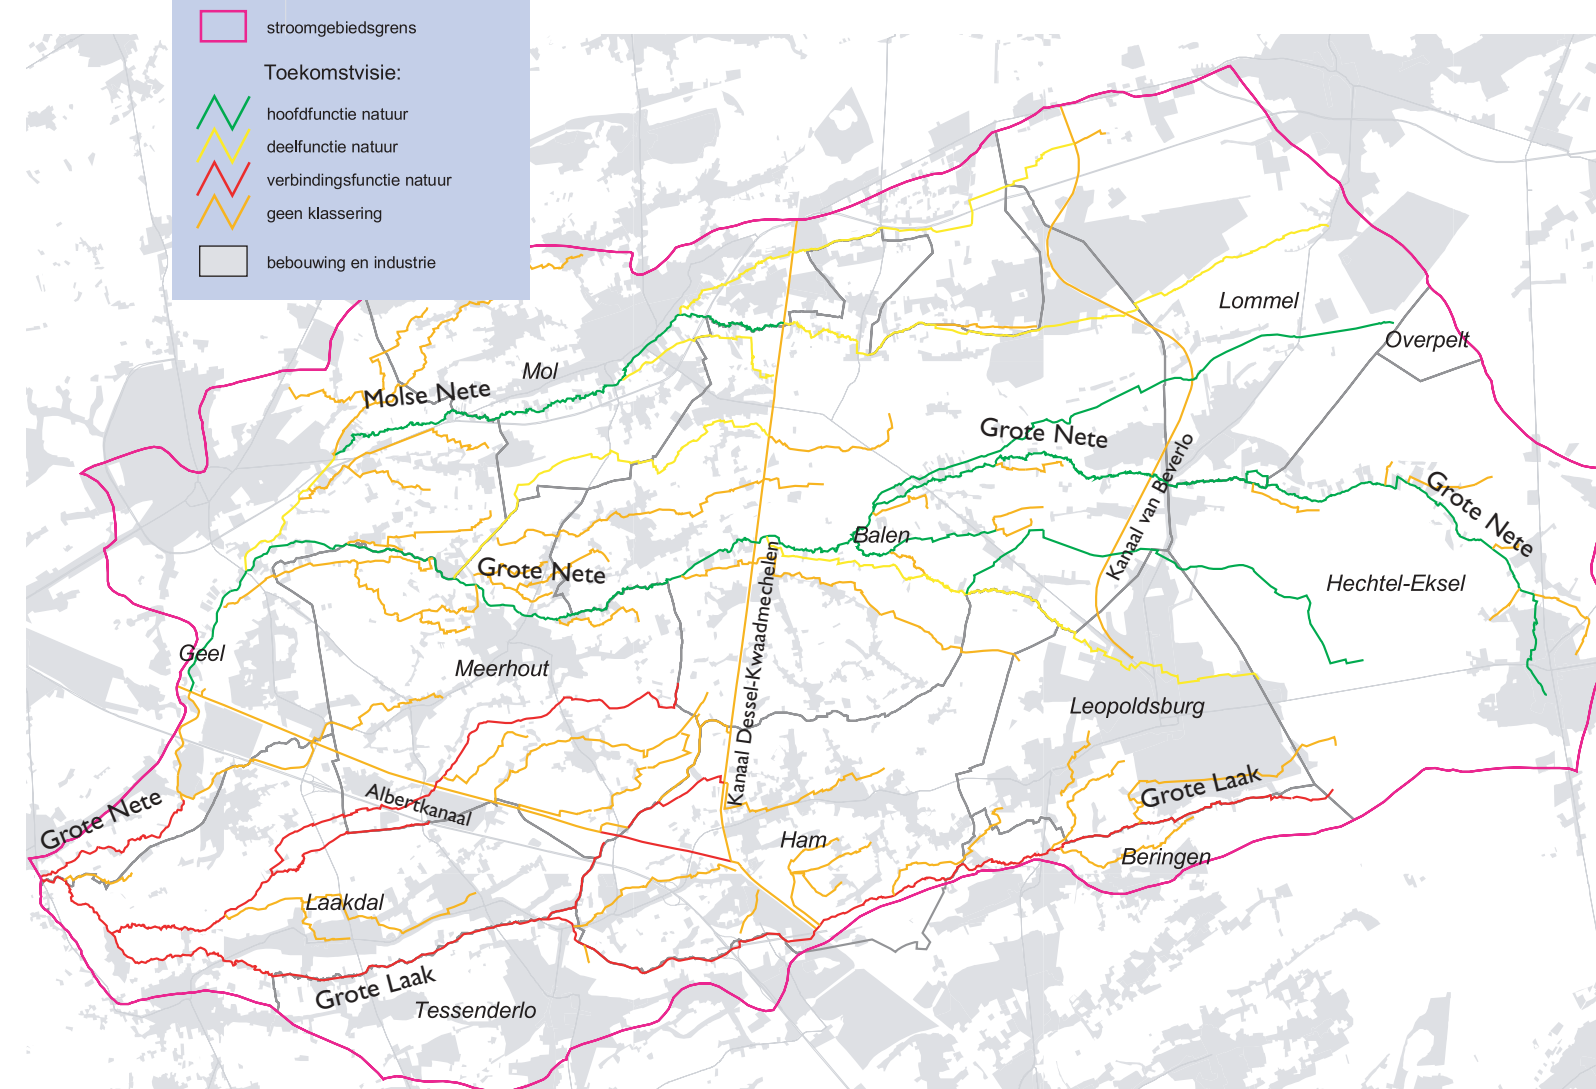 stroomgebiedsgrens
Toekomstvisie:
hoofdfunctie natuur
deelfunctie natuur
verbindingsfunctie natuur
geen klassering
bebouwing en industrie
Lommel
Overpelt
Mol
Molse Nete
Grote Nete
Kanaal van Beverlo
Grote Nete
Balen
Grote Nete
Hechtel-Eksel
Geel
Meerhout
Kanaal Dessel-Kwaadmechelen
Leopoldsburg
Grote Nete
Albertkanaal
Grote Laak
Ham
Beringen
Laakdal
Grote Laak
Tessenderlo